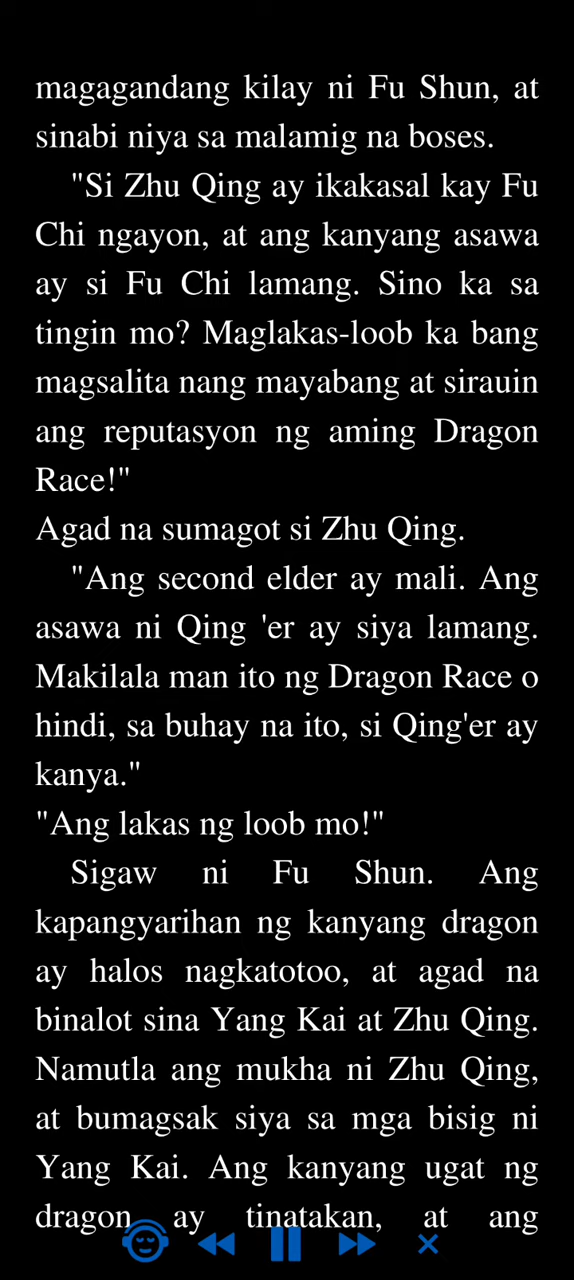 magagandang kilay ni Fu Shun, at
sinabi niya sa malamig na boses.
"Si Zhu Qing ay ikakasal kay Fu
Chi ngayon, at ang kanyang asawa
ay si Fu Chi lamang. Sino ka sa
tingin mo? Maglakas-loob ka bang
magsalita nang mayabang at sirauin
ang reputasyon ng aming Dragon
Race!"
Agad na sumagot si Zhu Qing.
"Ang second elder ay mali. Ang
asawa ni Qing 'er ay siya lamang.
Makilala man ito ng Dragon Race o
hindi, sa buhay na ito, si Qing'er ay
kanya."
"Ang lakas ng loob mo!"
Sigaw ni Fu Shun. Ang
kapangyarihan ng kanyang dragon
ay halos nagkatotoo, at agad na
binalot sina Yang Kai at Zhu Qing.
Namutla ang mukha ni Zhu Qing,
at bumagsak siya sa mga bisig ni
Yang Kai. Ang kanyang ugat ng
dragon ay tinatakan, at ang